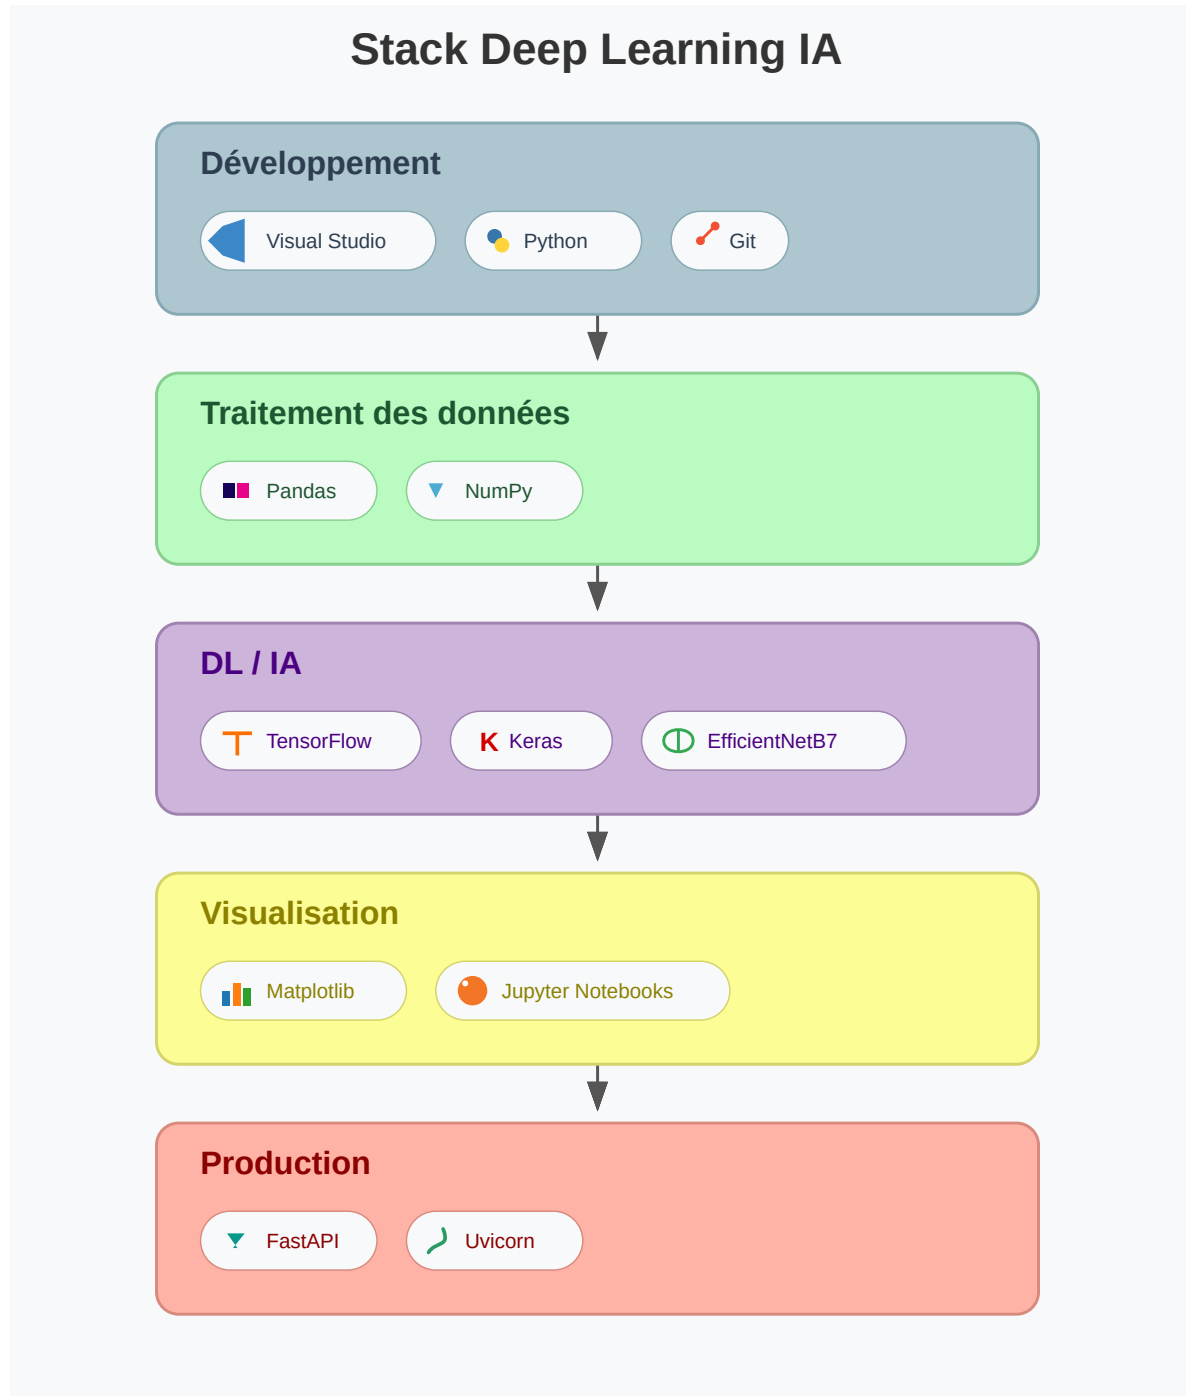 Stack Deep Learning IA
Développement
Visual Studio
Python
Git
Traitement des données
Pandas
NumPy
DL / IA
TensorFlow
K Keras
EfficientNetB7
Visualisation
Matplotlib
Jupyter Notebooks
Production
FastAPI
Uvicorn